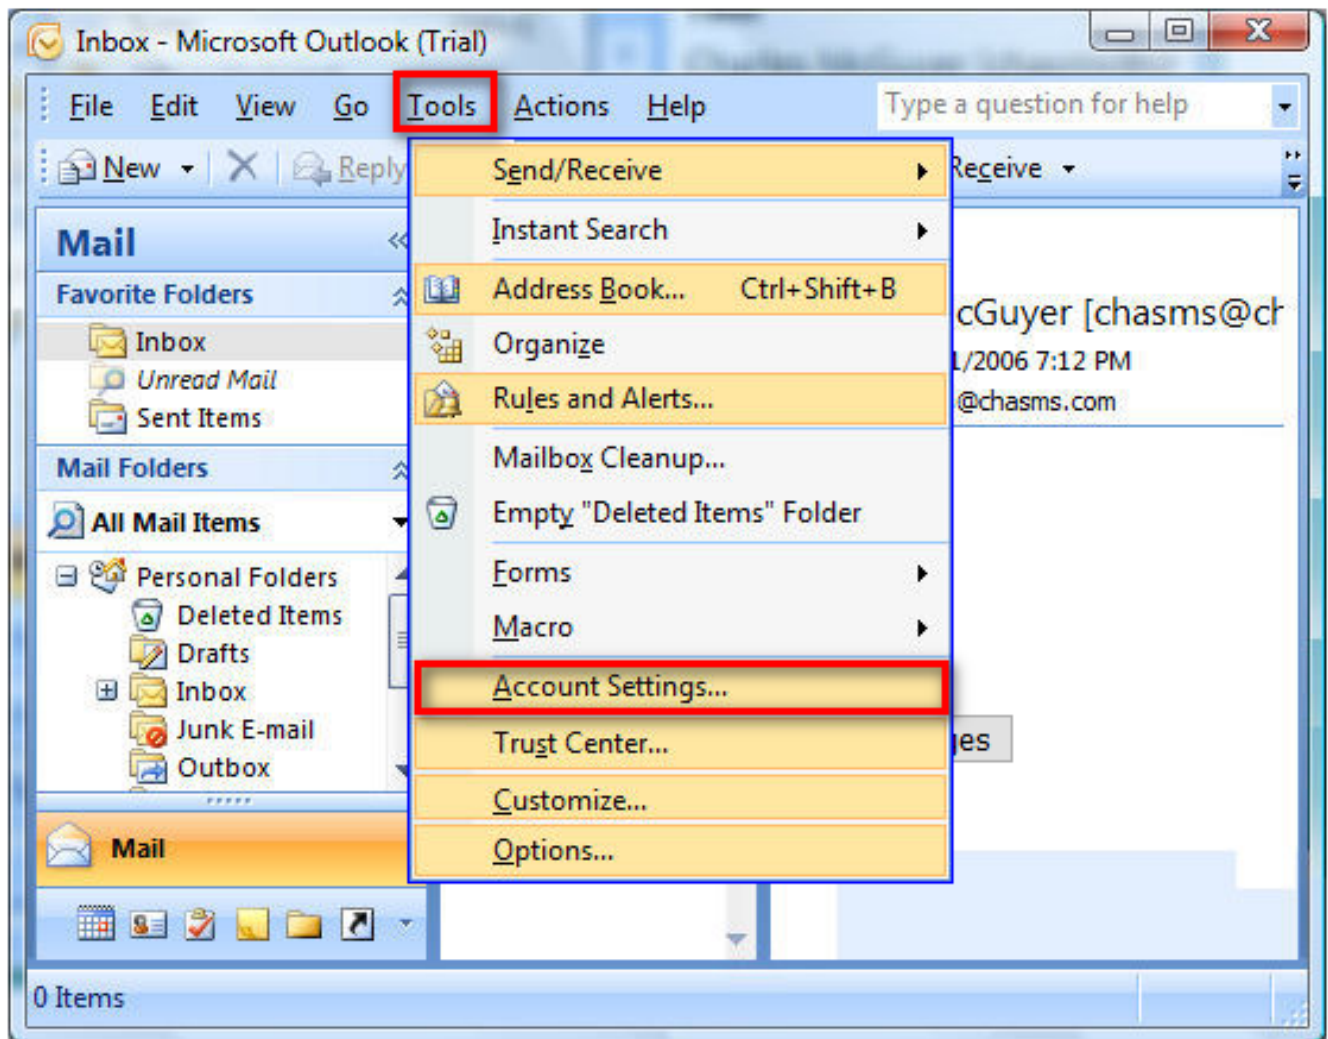 Inbox - Microsoft Outlook (Trial)
File Edit View Go Tools Actions Help Type a question for help
New Reply Receive
Mail
Favorite Folders
Inbox
Unread Mail
Sent Items
Mail Folders
All Mail Items
Personal Folders
Deleted Items
Drafts
Inbox
Junk E-mail
Outbox
Mail
0 Items
Send/Receive
Instant Search
Address Book... Ctrl+Shift+B
Organize
Rules and Alerts...
Mailbox Cleanup...
Empty "Deleted Items" Folder
Forms
Macro
Account Settings...
Trust Center...
Customize...
Options...
cGuyer [chasms@ch
1/2006 7:12 PM
@chasms.com
ges